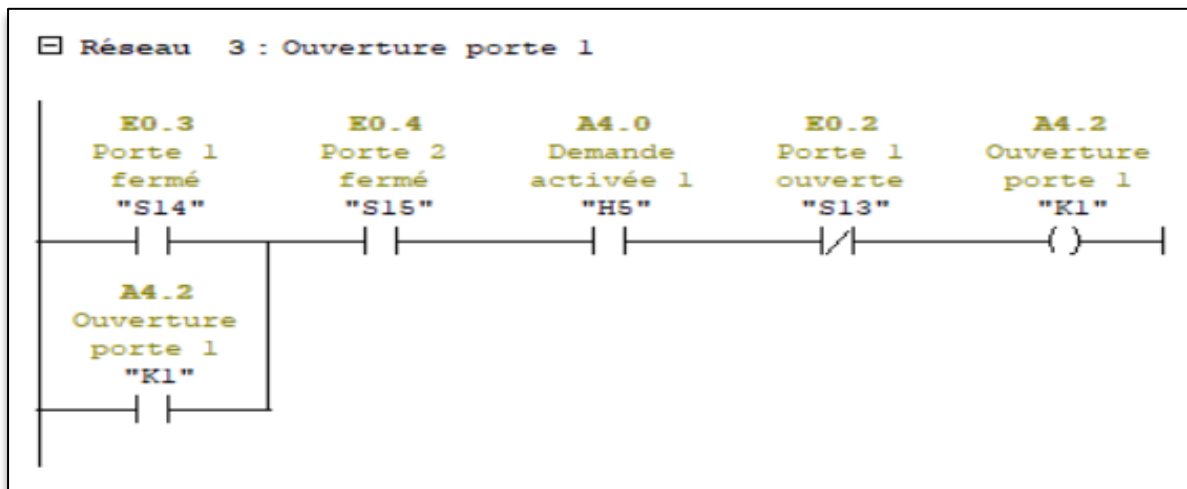 Réseau 3 : Ouverture porte 1
E0.3 E0.4 A4.0 E0.2 A4.2
Porte 1 Porte 2 Demande Porte 1 Ouverture
fermé fermé activée 1 ouverte porte 1
"S14" "S15" "H5" "S13" "K1"
A4.2
Ouverture
porte 1
"K1"